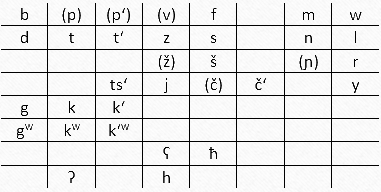 b (p) (p‘) (v) f m w
d t t‘ z s n l
(ž) š (ɲ) r
ts‘ j (č) č‘ y
g k k‘
gʷ kʷ k‘ʷ
ʕ ħ
ʔ h